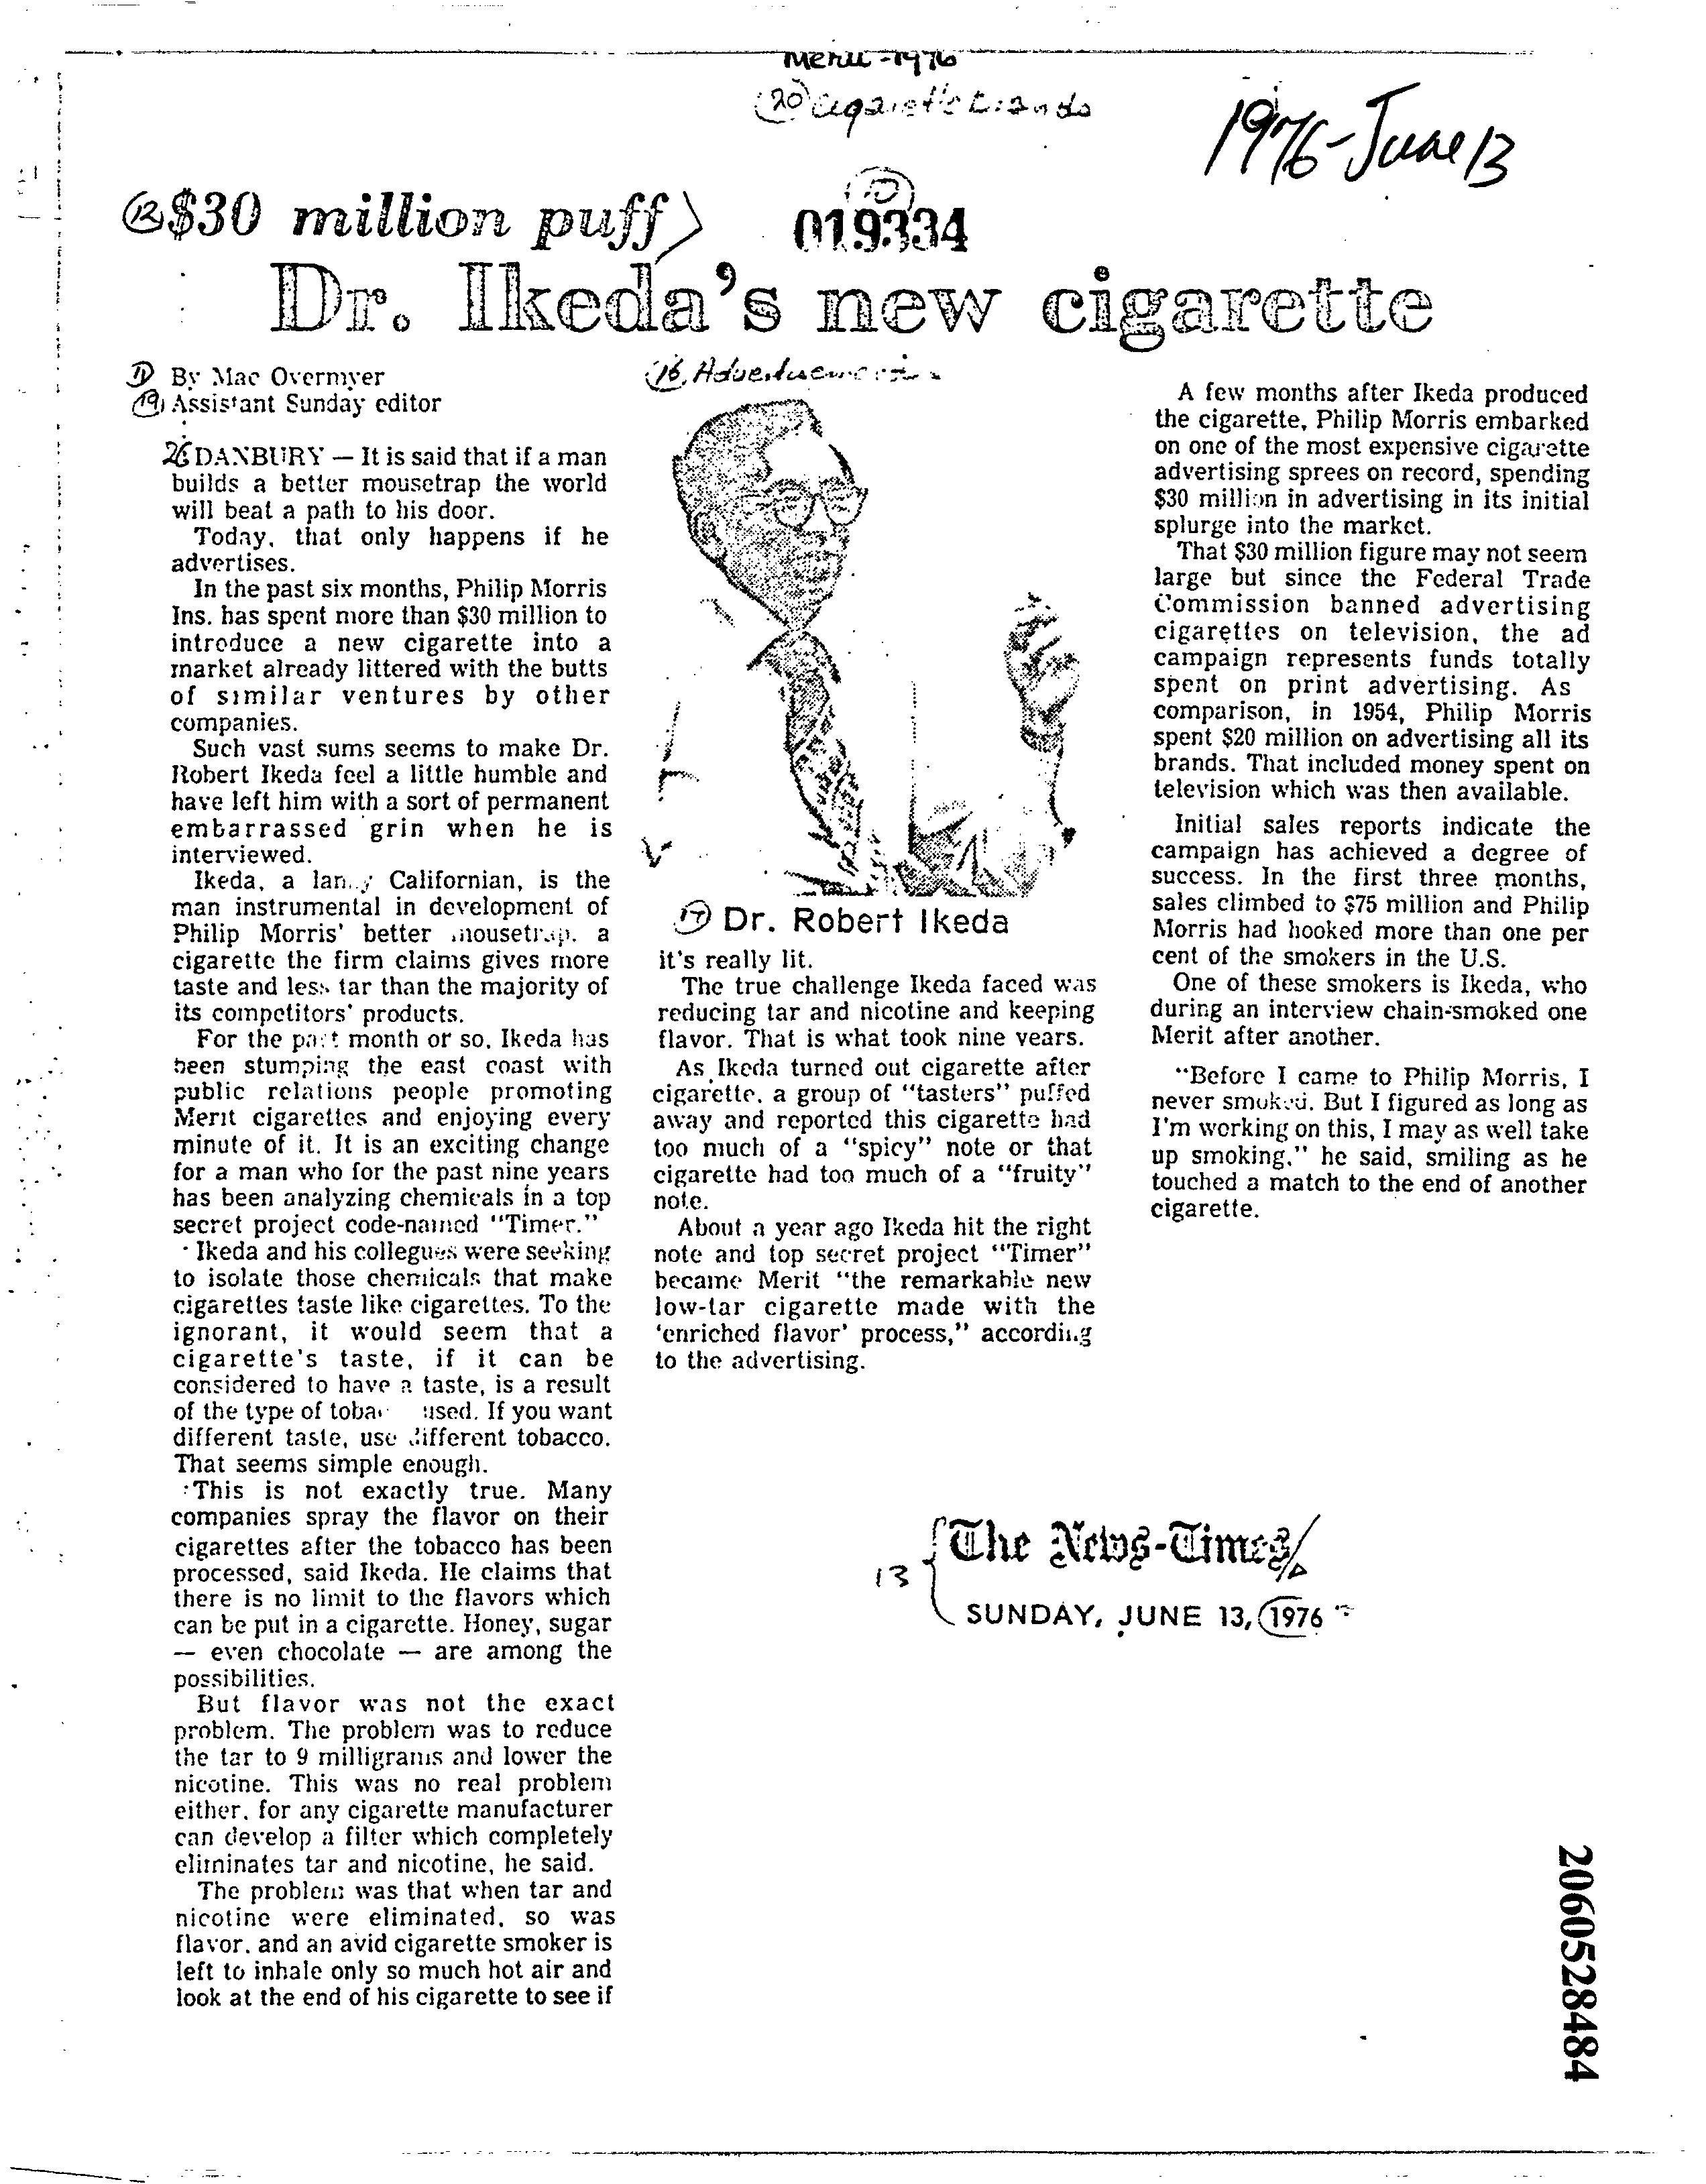 Merit - 1976
(20) cigarette brands
1976 - June 13
(12) $30 million puff
(10)
019334
Dr. Ikeda's new cigarette
(11) By Mac Overmyer
(19) Assistant Sunday editor
26 DANBURY — It is said that if a man
builds a better mousetrap the world
will beat a path to his door.
Today, that only happens if he
advertises.
In the past six months, Philip Morris
Ins. has spent more than $30 million to
introduce a new cigarette into a
market already littered with the butts
of similar ventures by other
companies.
Such vast sums seems to make Dr.
Robert Ikeda feel a little humble and
have left him with a sort of permanent
embarrassed grin when he is
interviewed.
Ikeda, a Californian, is the
man instrumental in development of
Philip Morris' better mousetrap. a
cigarette the firm claims gives more
taste and less tar than the majority of
its competitors' products.
For the past month or so, Ikeda has
been stumping the east coast with
public relations people promoting
Merit cigarettes and enjoying every
minute of it. It is an exciting change
for a man who for the past nine years
has been analyzing chemicals in a top
secret project code-named "Timer."
Ikeda and his collegues were seeking
to isolate those chemicals that make
cigarettes taste like cigarettes. To the
ignorant, it would seem that a
cigarette's taste, if it can be
considered to have a taste, is a result
of the type of used. If you want
different taste, use different tobacco.
That seems simple enough.
This is not exactly true. Many
companies spray the flavor on their
cigarettes after the tobacco has been
processed, said Ikeda. He claims that
there is no limit to the flavors which
can be put in a cigarette. Honey, sugar
— even chocolate — are among the
possibilities.
But flavor was not the exact
problem. The problem was to reduce
the tar to 9 milligrams and lower the
nicotine. This was no real problem
either, for any cigarette manufacturer
can develop a filter which completely
eliminates tar and nicotine, he said.
The problem was that when tar and
nicotine were eliminated, so was
flavor, and an avid cigarette smoker is
left to inhale only so much hot air and
look at the end of his cigarette to see if
(16)
(17) Dr. Robert Ikeda
it's really lit.
The true challenge Ikeda faced was
reducing tar and nicotine and keeping
flavor. That is what took nine years.
As Ikeda turned out cigarette after
cigarette, a group of "tasters" puffed
away and reported this cigarette had
too much of a "spicy" note or that
cigarette had too much of a "fruity"
note.
About a year ago Ikeda hit the right
note and top secret project "Timer"
became Merit "the remarkable new
low-tar cigarette made with the
'enriched flavor' process," according
to the advertising.
A few months after Ikeda produced
the cigarette, Philip Morris embarked
on one of the most expensive cigarette
advertising sprees on record, spending
$30 million in advertising in its initial
splurge into the market.
That $30 million figure may not seem
large but since the Federal Trade
Commission banned advertising
cigarettes on television, the ad
campaign represents funds totally
spent on print advertising. As
comparison, in 1954, Philip Morris
spent $20 million on advertising all its
brands. That included money spent on
television which was then available.
Initial sales reports indicate the
campaign has achieved a degree of
success. In the first three months,
sales climbed to $75 million and Philip
Morris had hooked more than one per
cent of the smokers in the U.S.
One of these smokers is Ikeda, who
during an interview chain-smoked one
Merit after another.
"Before I came to Philip Morris, I
never smoked. But I figured as long as
I'm working on this, I may as well take
up smoking," he said, smiling as he
touched a match to the end of another
cigarette.
13
The News-Times
SUNDAY, JUNE 13, 1976
2060528484